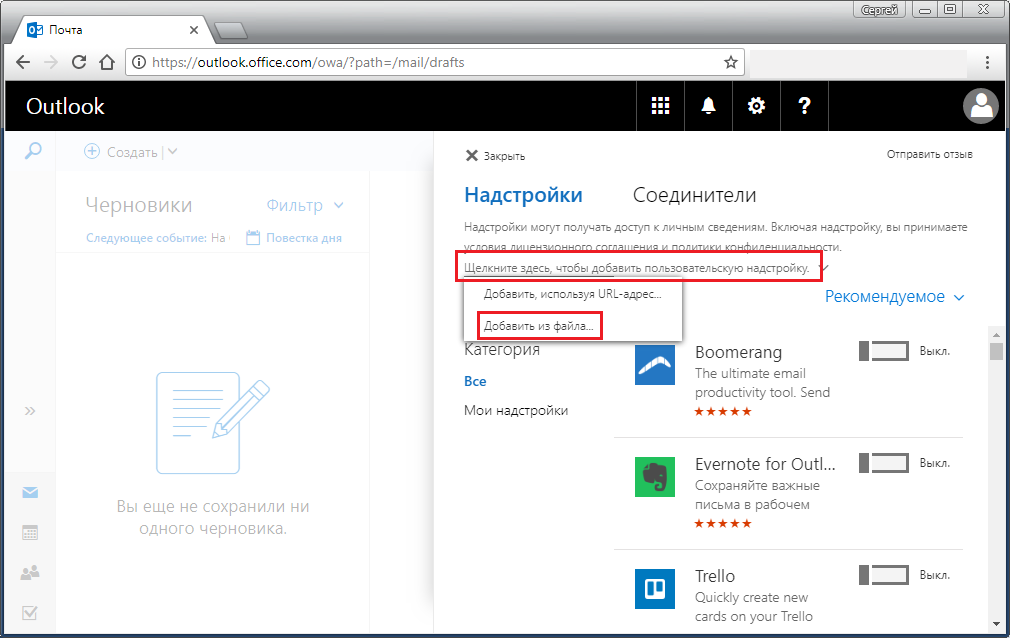 Сергей
Почта
https://outlook.office.com/owa/?path=/mail/drafts
Outlook
?
Создать
Закрыть
Отправить отзыв
Черновики
Фильтр
Следующее событие: На
Повестка дня
Вы еще не сохранили ни
одного черновика.
Надстройки
Соединители
Надстройки могут получать доступ к личным сведениям. Включая надстройку, вы принимаете
условия лицензионного соглашения и политики конфиденциальности.
Щелкните здесь, чтобы добавить пользовательскую надстройку.
Добавить, используя URL-адрес...
Добавить из файла...
Рекомендуемое
Категория
Все
Мои надстройки
Boomerang
The ultimate email
productivity tool. Send
Выкл.
Evernote for Outl...
Сохраняйте важные
письма в рабочем
Выкл.
Trello
Quickly create new
cards on your Trello
Выкл.